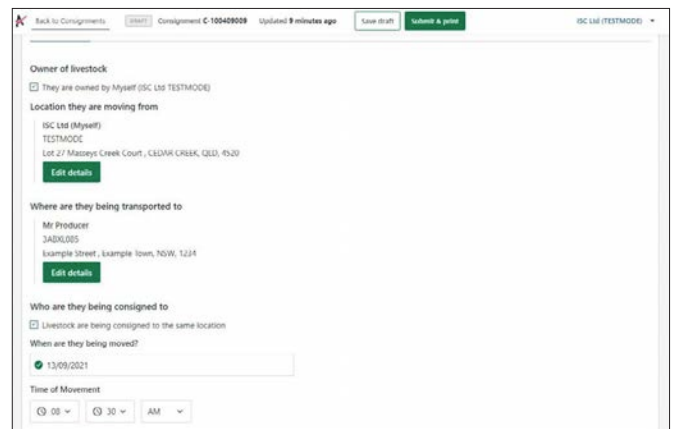 Back to Consignments DRAFT Consignment C-100409009 Updated 9 minutes ago Save draft Submit & print ISC Ltd (TESTMODE)
Owner of livestock
They are owned by Myself (ISC Ltd TESTMODE)
Location they are moving from
ISC Ltd (Myself)
TESTMODE
Lot 27 Masseys Creek Court , CEDAR CREEK, QLD, 4520
Edit details
Where are they being transported to
Mr Producer
3ABXL085
Example Street , Example Town, NSW, 1234
Edit details
Who are they being consigned to
Livestock are being consigned to the same location
When are they being moved?
13/09/2021
Time of Movement
08 30 AM